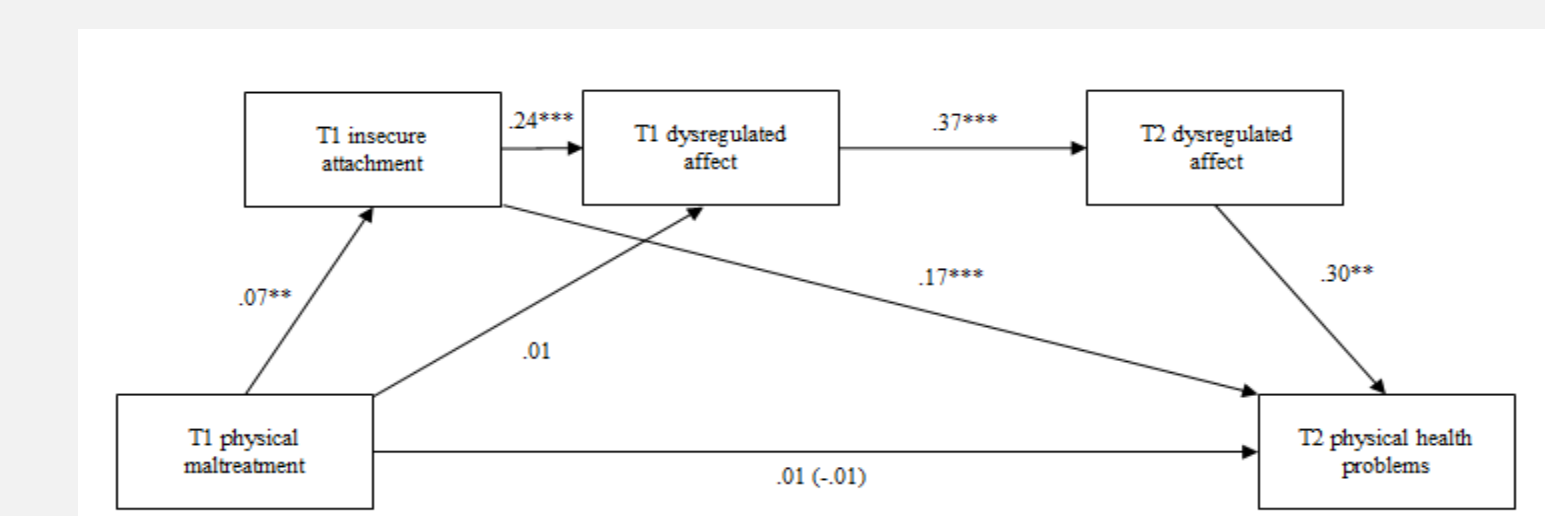 .24***
T1 insecure
attachment
T1 dysregulated
affect
.37***
T2 dysregulated
affect
.07**
.17***
.30**
.01
T1 physical
maltreatment
.01 (-.01)
T2 physical health
problems